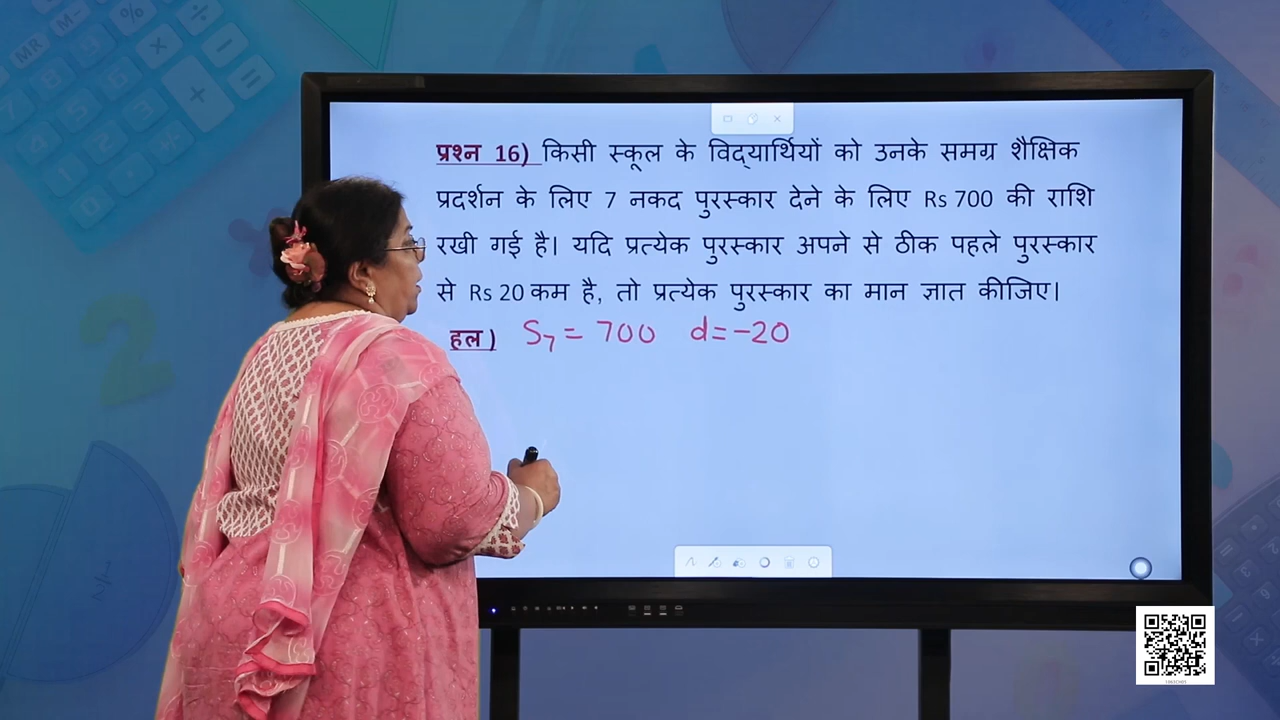 प्रश्न 16) किसी स्कूल के विद्यार्थियों को उनके समग्र शैक्षिक
प्रदर्शन के लिए 7 नकद पुरस्कार देने के लिए Rs 700 की राशि
रखी गई है। यदि प्रत्येक पुरस्कार अपने से ठीक पहले पुरस्कार
से Rs 20 कम है, तो प्रत्येक पुरस्कार का मान ज्ञात कीजिए।
हल ) S₇ = 700 d = -20